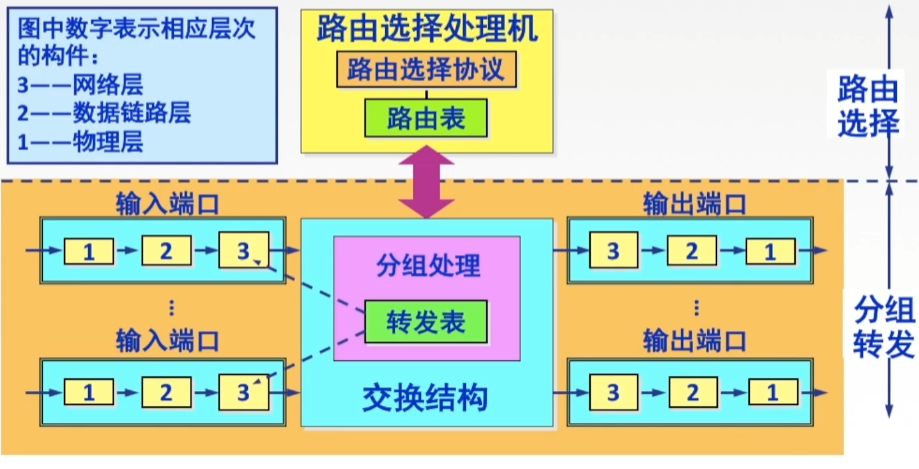 图中数字表示相应层次
的构件：
3——网络层
2——数据链路层
1——物理层
路由选择处理机
路由选择协议
路由表
路由
选择
输入端口
1
2
3
⋮
输入端口
1
2
3
分组处理
转发表
交换结构
输出端口
3
2
1
⋮
输出端口
3
2
1
分组
转发